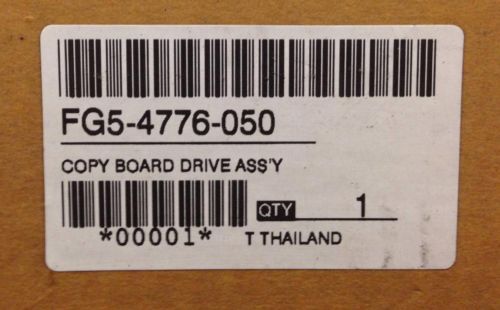 FG5-4776-050
COPY BOARD DRIVE ASS'Y
QTY 1
*00001* T THAILAND